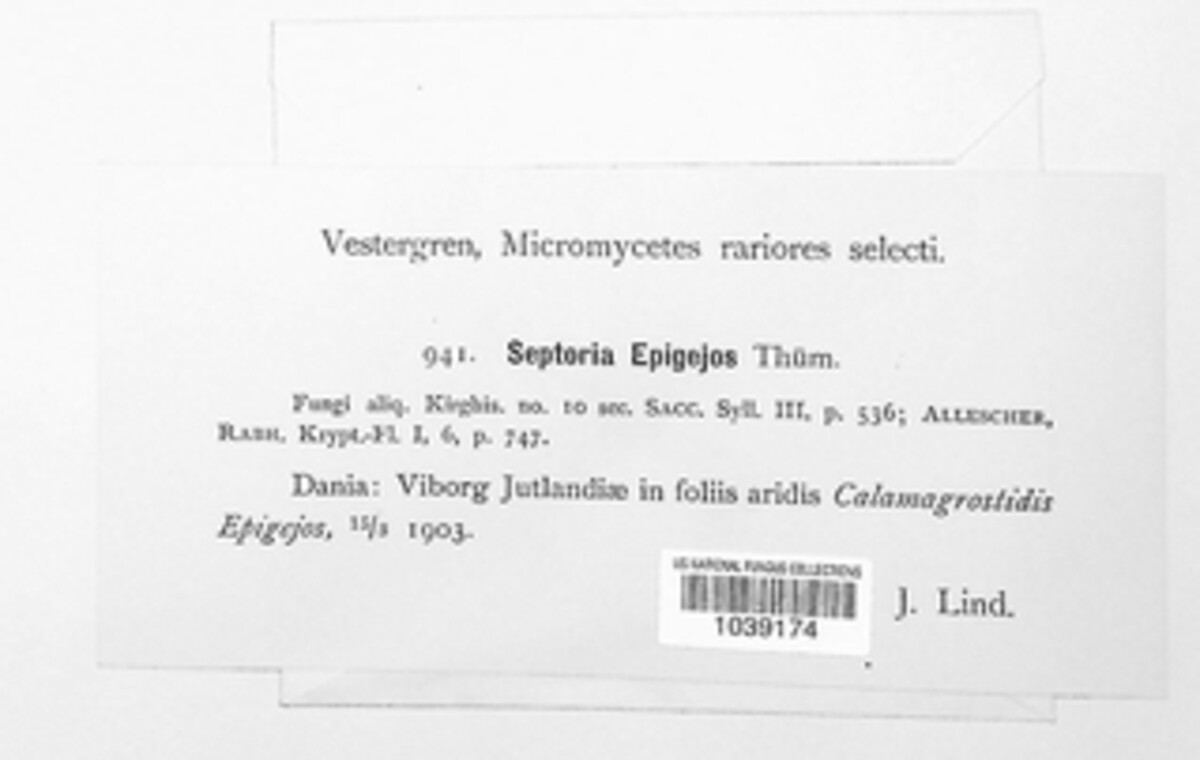 Vestergren, Micromycetes rariores selecti.
941. Septoria Epigejos Thüm.
Fungi aliq. Kirghis. no. 10 sec. SACC. Syll. III, p. 536; ALLESCHER,
RABH. Krypt.-Fl. I, 6, p. 747.
Dania: Viborg Jutlandiæ in foliis aridis Calamagrostidis
Epigejos, 1903.
US NATIONAL FUNGUS COLLECTIONS
1039174
J. Lind.